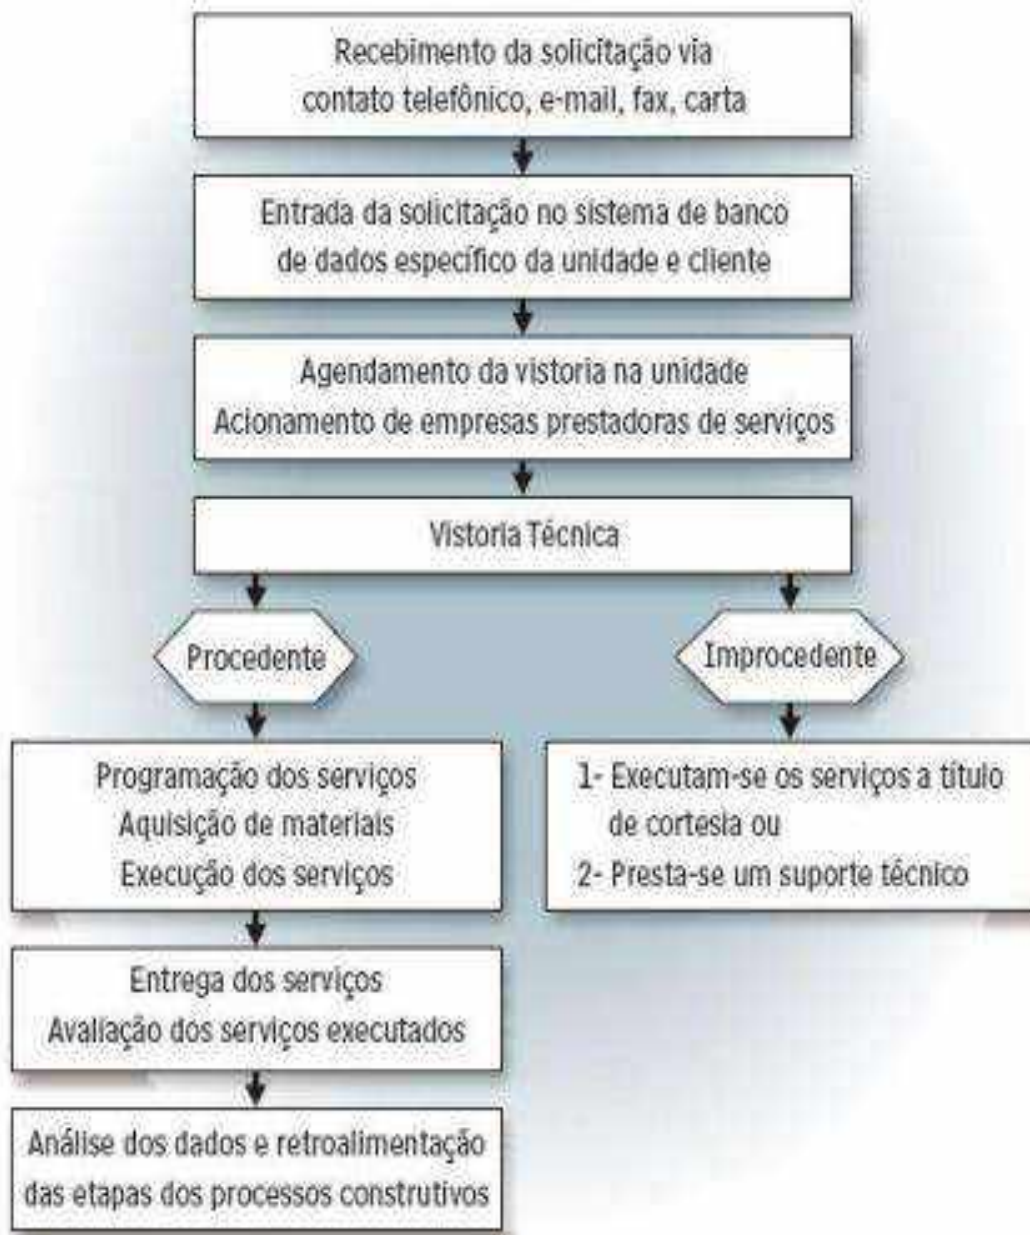 Recebimento da solicitação via
contato telefônico, e-mail, fax, carta
Entrada da solicitação no sistema de banco
de dados específico da unidade e cliente
Agendamento da vistoria na unidade
Acionamento de empresas prestadoras de serviços
Vistoria Técnica
Procedente
Improcedente
Programação dos serviços
Aquisição de materiais
Execução dos serviços
1- Executam-se os serviços a título
de cortesia ou
2- Presta-se um suporte técnico
Entrega dos serviços
Avaliação dos serviços executados
Análise dos dados e retroalimentação
das etapas dos processos construtivos